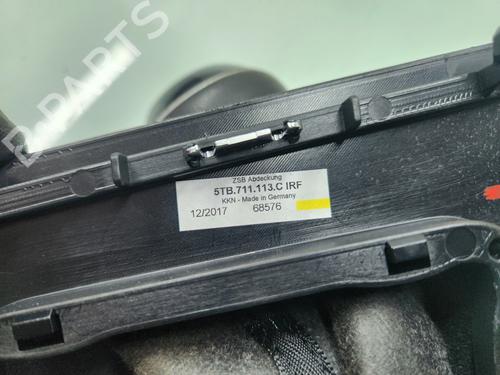 B-PARTS
ZSB Abdeckung
5TB.711.113.C IRF
KKN - Made in Germany
12/2017 68576